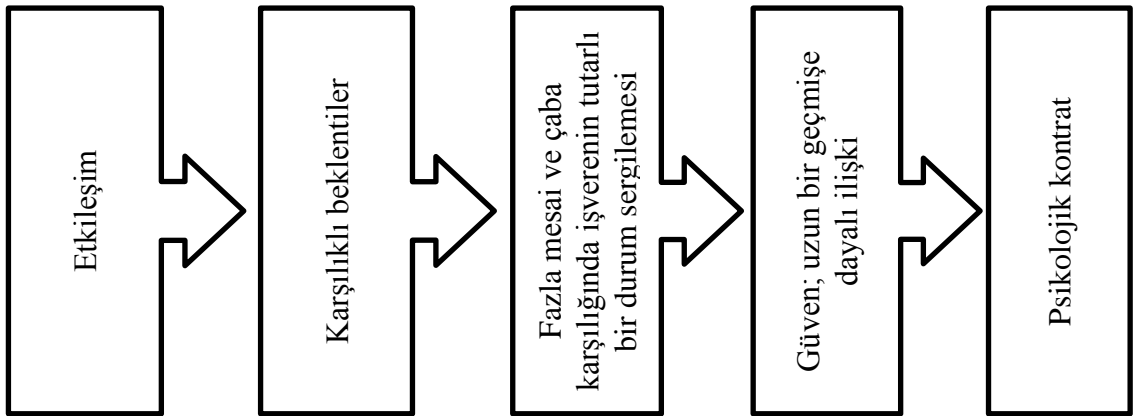 Etkileşim
Karşılıklı beklentiler
Fazla mesai ve çaba
karşılığında işverenin tutarlı
bir durum sergilemesi
Güven; uzun bir geçmişe
dayalı ilişki
Psikolojik kontrat